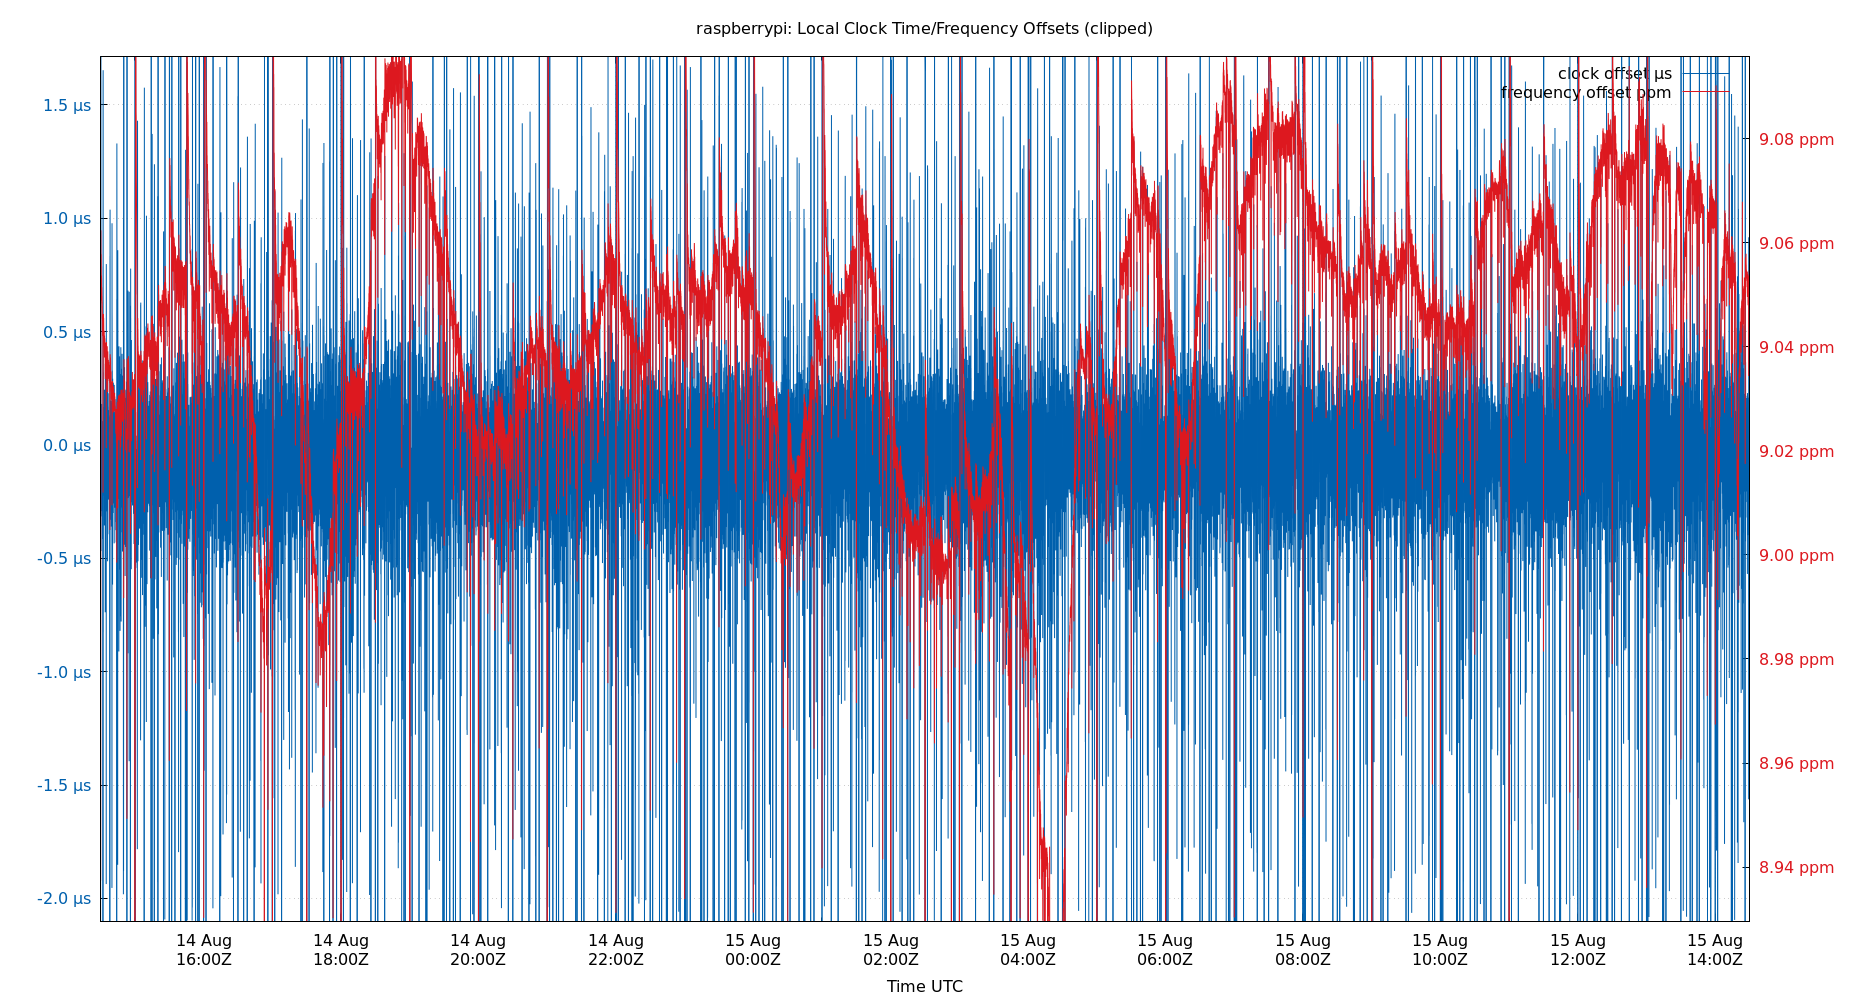 raspberrypi: Local Clock Time/Frequency Offsets (clipped)
clock offset µs
frequency offset ppm
1.5 µs
1.0 µs
0.5 µs
0.0 µs
-0.5 µs
-1.0 µs
-1.5 µs
-2.0 µs
9.08 ppm
9.06 ppm
9.04 ppm
9.02 ppm
9.00 ppm
8.98 ppm
8.96 ppm
8.94 ppm
14 Aug 14 Aug 14 Aug 14 Aug 15 Aug 15 Aug 15 Aug 15 Aug 15 Aug 15 Aug 15 Aug 15 Aug
16:00Z 18:00Z 20:00Z 22:00Z 00:00Z 02:00Z 04:00Z 06:00Z 08:00Z 10:00Z 12:00Z 14:00Z
Time UTC